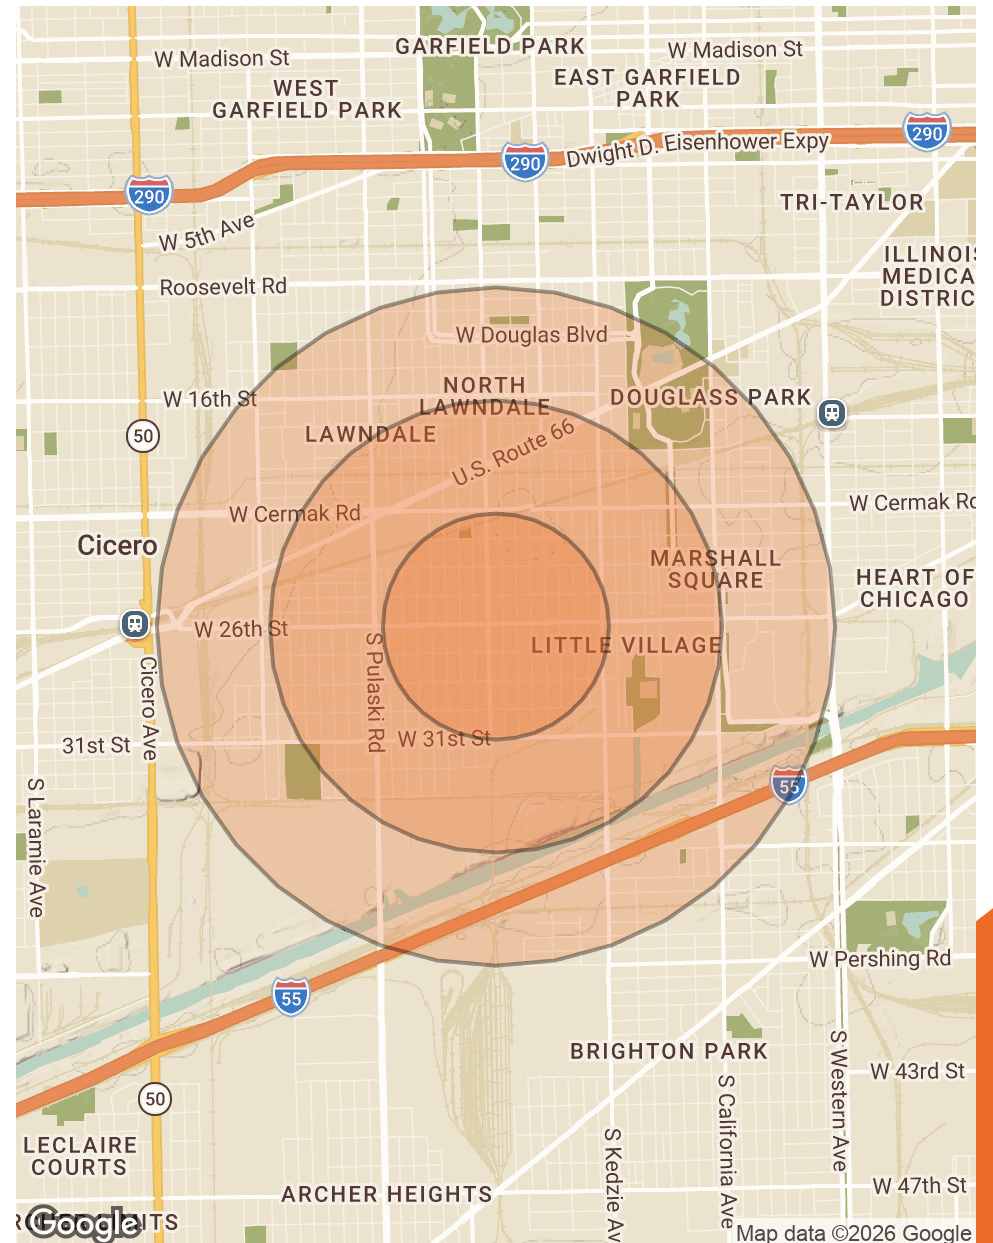 GARFIELD PARK
W Madison St
W Madison St
WEST
GARFIELD PARK
EAST GARFIELD
PARK
290
Dwight D. Eisenhower Expy
290
290
TRI-TAYLOR
W 5th Ave
ILLINOIS
MEDICA
DISTRIC
Roosevelt Rd
W Douglas Blvd
NORTH
LAWNDALE
W 16th St
DOUGLASS PARK
50
LAWNDALE
U.S. Route 66
W Cermak Rd
W Cermak Rd
Cicero
MARSHALL
SQUARE
HEART OF
CHICAGO
W 26th St
S Pulaski Rd
LITTLE VILLAGE
Cicero Ave
31st St
W 31st St
55
S Laramie Ave
W Pershing Rd
55
BRIGHTON PARK
S Western Ave
W 43rd St
50
S California Ave
S Kedzie Av
LECLAIRE
COURTS
ARCHER HEIGHTS
W 47th St
Google
Map data ©2026 Google